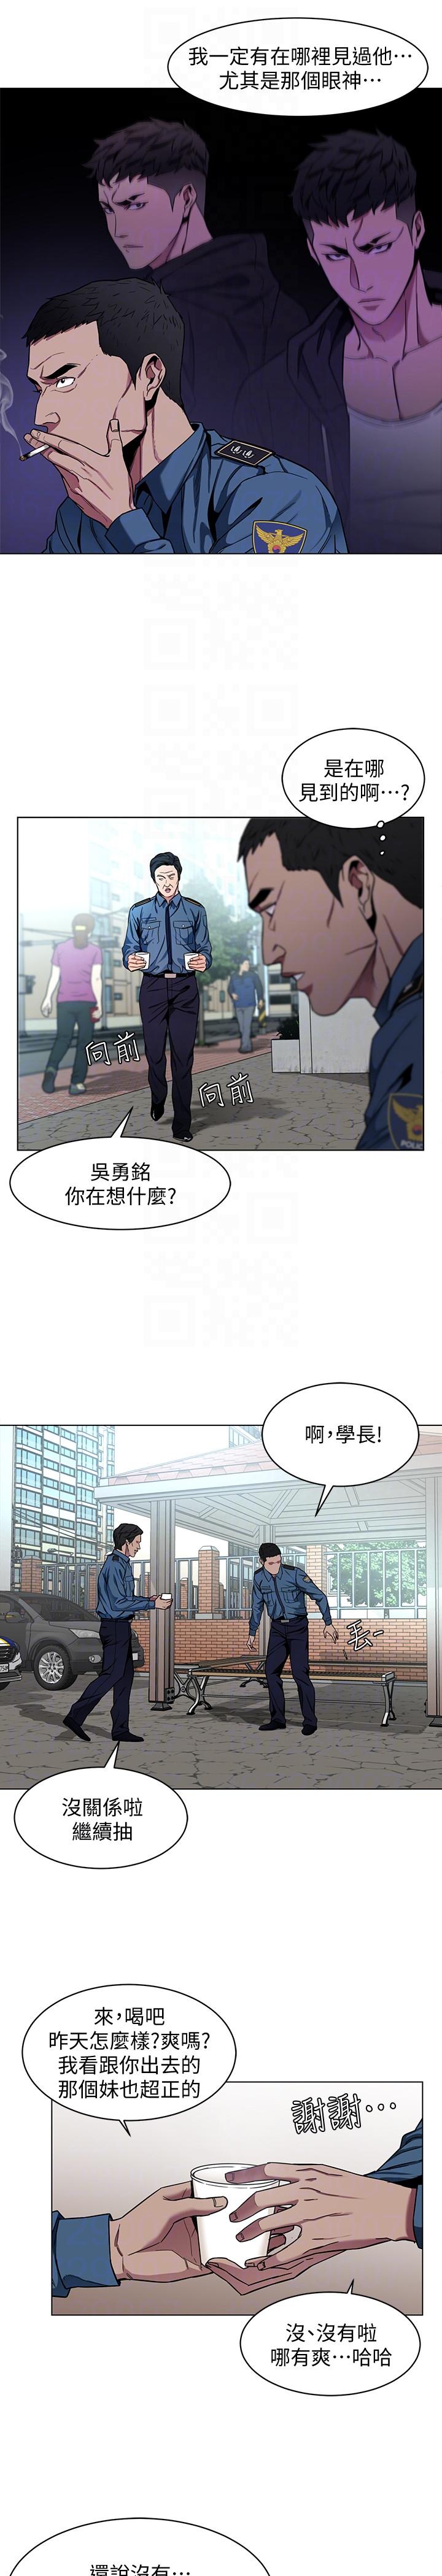 我一定有在哪裡見過他⋯
尤其是那個眼神⋯
是在哪
見到的啊⋯?
向前
向前
POLIC
吳勇銘
你在想什麼?
啊,學長!
丟-
沒關係啦
繼續抽
來,喝吧
昨天怎麼樣?爽嗎?
我看跟你出去的
那個妹也超正的
謝謝⋯
沒、沒有啦
哪有爽⋯哈哈
還說沒有⋯